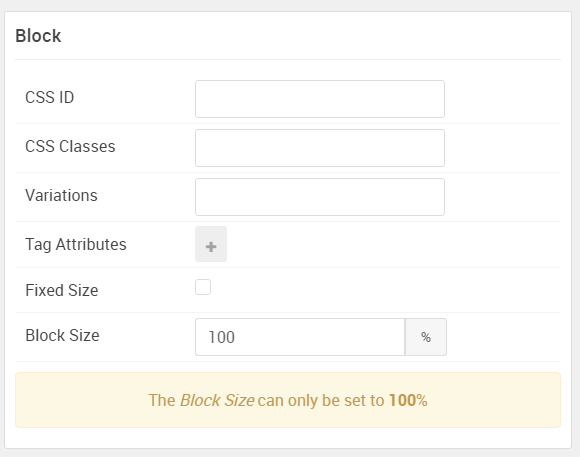 Block
CSS ID
CSS Classes
Variations
Tag Attributes
+
Fixed Size
Block Size
100 %
The Block Size can only be set to 100%